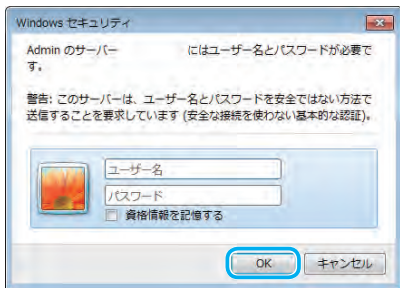 Windows セキュリティ
Admin のサーバー にはユーザー名とパスワードが必要で
す。
警告: このサーバーは、ユーザー名とパスワードを安全ではない方法で
送信することを要求しています (安全な接続を使わない基本的な認証)。
ユーザー名
パスワード
資格情報を記憶する
OK キャンセル